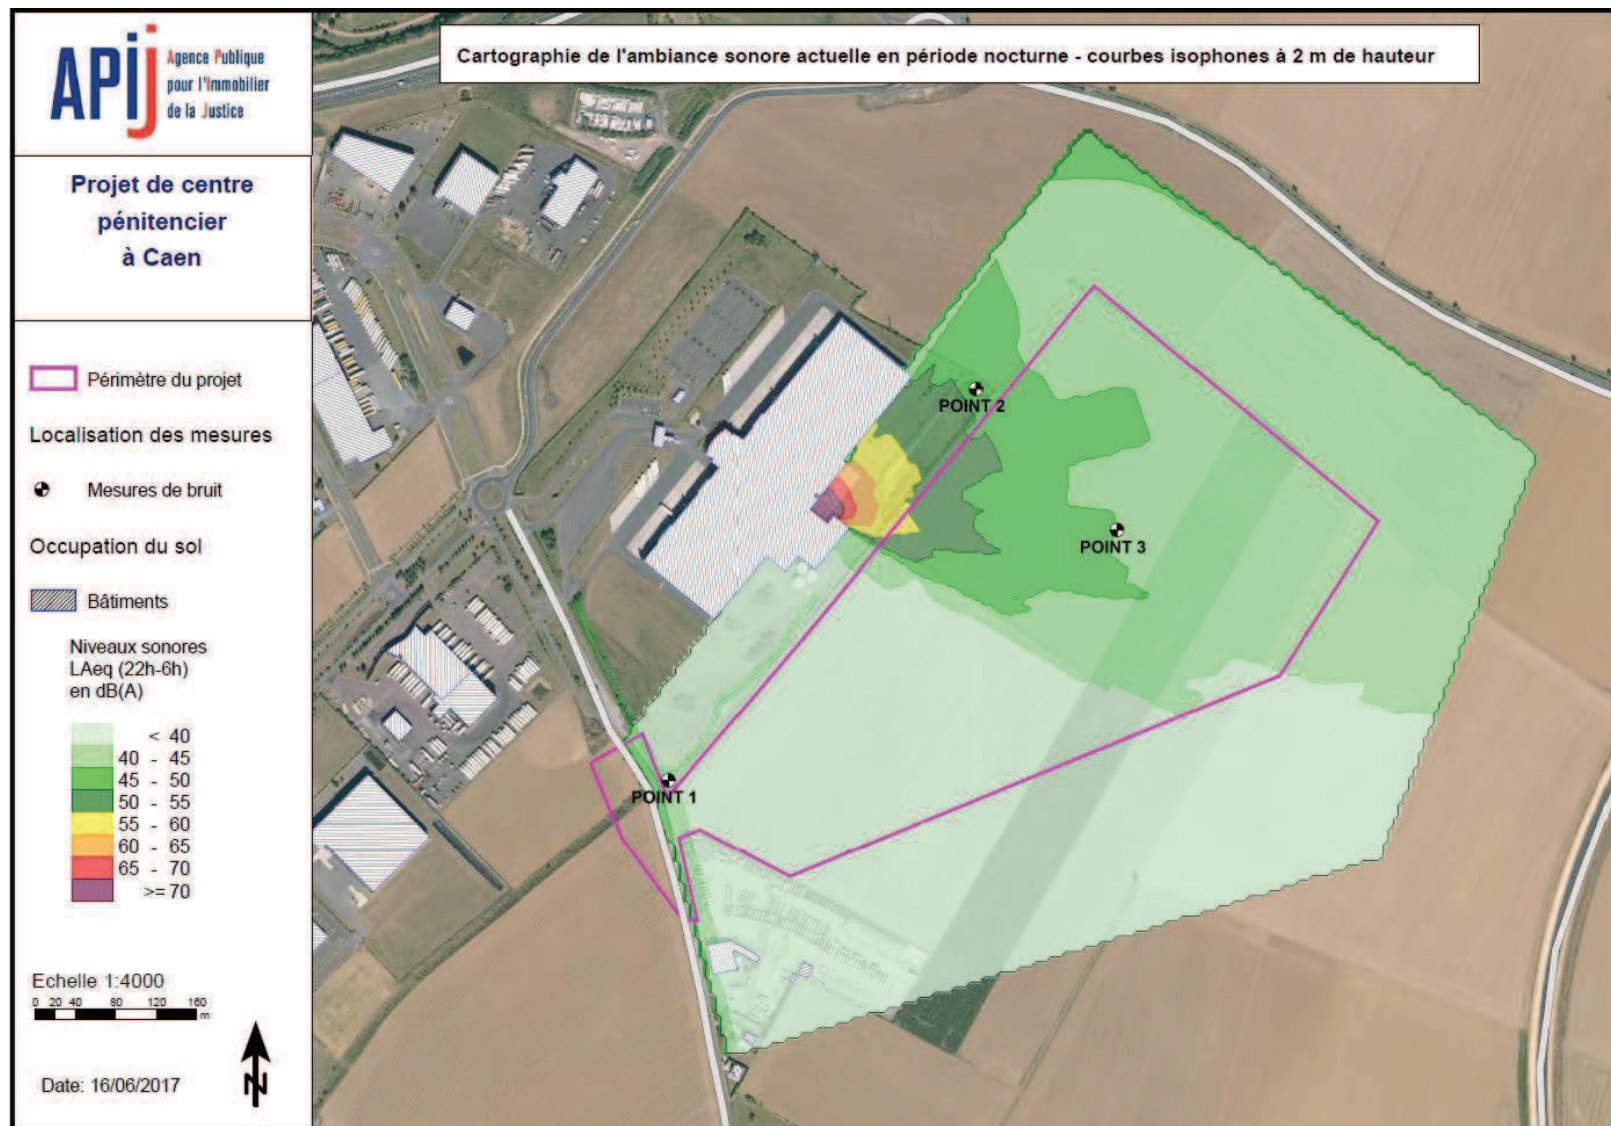 APIJ
Agence Publique
pour l'Immobilier
de la Justice
Cartographie de l'ambiance sonore actuelle en période nocturne - courbes isophones à 2 m de hauteur
Projet de centre
pénitencier
à Caen
Périmètre du projet
Localisation des mesures
Mesures de bruit
Occupation du sol
Bâtiments
Niveaux sonores
LAeq (22h-6h)
en dB(A)
< 40
40 - 45
45 - 50
50 - 55
55 - 60
60 - 65
65 - 70
>= 70
Echelle 1:4000
0 20 40 80 120 160
m
N
Date: 16/06/2017
POINT 2
POINT 3
POINT 1